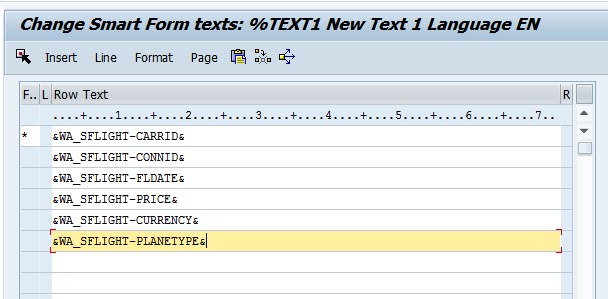 Change Smart Form texts: %TEXT1 New Text 1 Language EN
Insert Line Format Page
F.. L Row Text R
....+....1....+....2....+....3....+....4....+....5....+....6....+....7..
* &WA_SFLIGHT-CARRID&
&WA_SFLIGHT-CONNID&
&WA_SFLIGHT-FLDATE&
&WA_SFLIGHT-PRICE&
&WA_SFLIGHT-CURRENCY&
&WA_SFLIGHT-PLANETYPE&